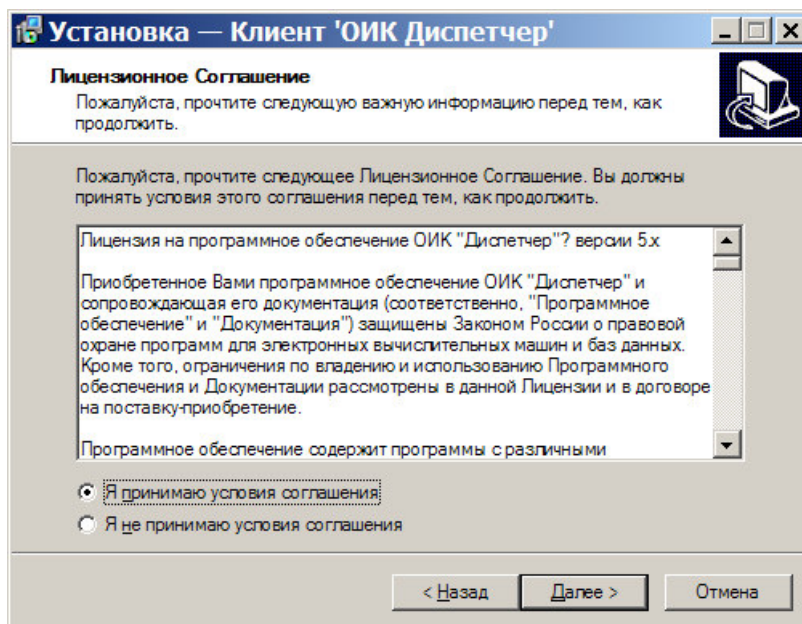 Установка — Клиент 'ОИК Диспетчер'
Лицензионное Соглашение
Пожалуйста, прочтите следующую важную информацию перед тем, как
продолжить.
Пожалуйста, прочтите следующее Лицензионное Соглашение. Вы должны
принять условия этого соглашения перед тем, как продолжить.
Лицензия на программное обеспечение ОИК "Диспетчер"? версии 5.x
Приобретенное Вами программное обеспечение ОИК "Диспетчер" и
сопровождающая его документация (соответственно, "Программное
обеспечение" и "Документация") защищены Законом России о правовой
охране программ для электронных вычислительных машин и баз данных.
Кроме того, ограничения по владению и использованию Программного
обеспечения и Документации рассмотрены в данной Лицензии и в договоре
на поставку-приобретение.
Программное обеспечение содержит программы с различными
Я принимаю условия соглашения
Я не принимаю условия соглашения
< Назад Далее > Отмена